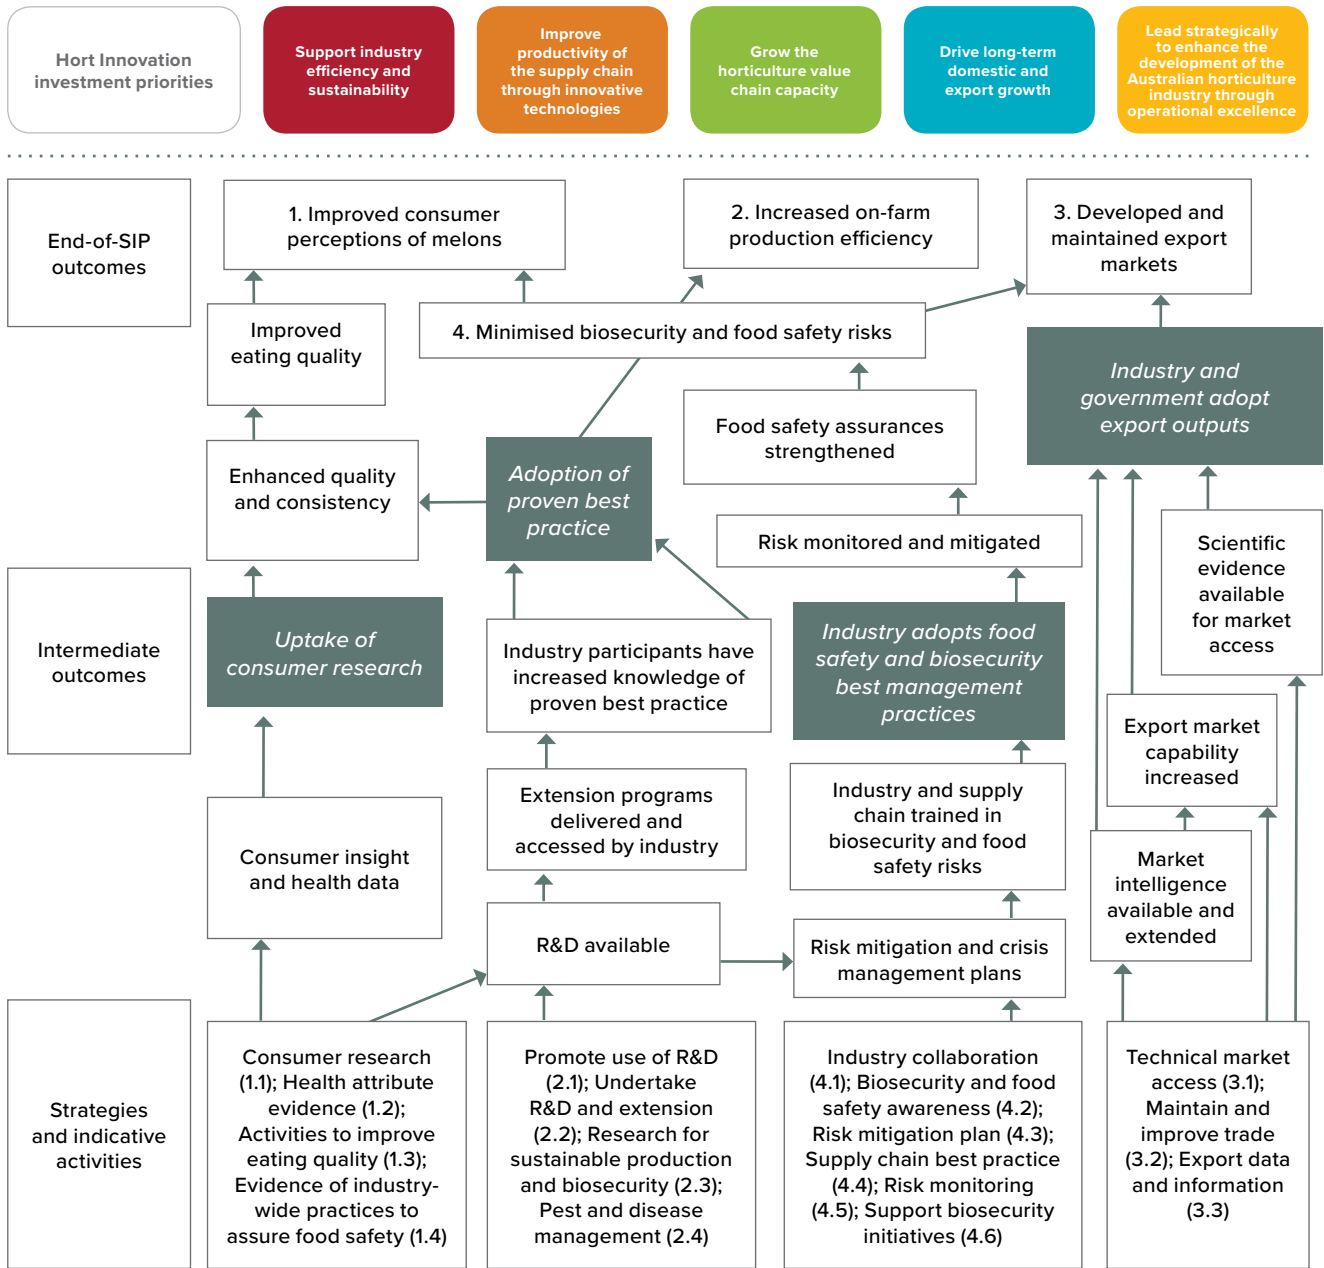 Hort Innovation
investment priorities
Support industry
efficiency and
sustainability
Improve
productivity of
the supply chain
through innovative
technologies
Grow the
horticulture value
chain capacity
Drive long-term
domestic and
export growth
Lead strategically
to enhance the
development of the
Australian horticulture
industry through
operational excellence
End-of-SIP
outcomes
1. Improved consumer
perceptions of melons
2. Increased on-farm
production efficiency
3. Developed and
maintained export
markets
Improved
eating quality
4. Minimised biosecurity and food safety risks
Industry and
government adopt
export outputs
Food safety assurances
strengthened
Enhanced quality
and consistency
Adoption of
proven best
practice
Risk monitored and mitigated
Scientific
evidence
available
for market
access
Intermediate
outcomes
Uptake of
consumer research
Industry participants have
increased knowledge of
proven best practice
Industry adopts food
safety and biosecurity
best management
practices
Export market
capability
increased
Consumer insight
and health data
Extension programs
delivered and
accessed by industry
Industry and supply
chain trained in
biosecurity and food
safety risks
Market
intelligence
available and
extended
R&D available
Risk mitigation and crisis
management plans
Strategies
and indicative
activities
Consumer research
(1.1); Health attribute
evidence (1.2);
Activities to improve
eating quality (1.3);
Evidence of industry-
wide practices to
assure food safety (1.4)
Promote use of R&D
(2.1); Undertake
R&D and extension
(2.2); Research for
sustainable production
and biosecurity (2.3);
Pest and disease
management (2.4)
Industry collaboration
(4.1); Biosecurity and food
safety awareness (4.2);
Risk mitigation plan (4.3);
Supply chain best practice
(4.4); Risk monitoring
(4.5); Support biosecurity
initiatives (4.6)
Technical market
access (3.1);
Maintain and
improve trade
(3.2); Export data
and information
(3.3)